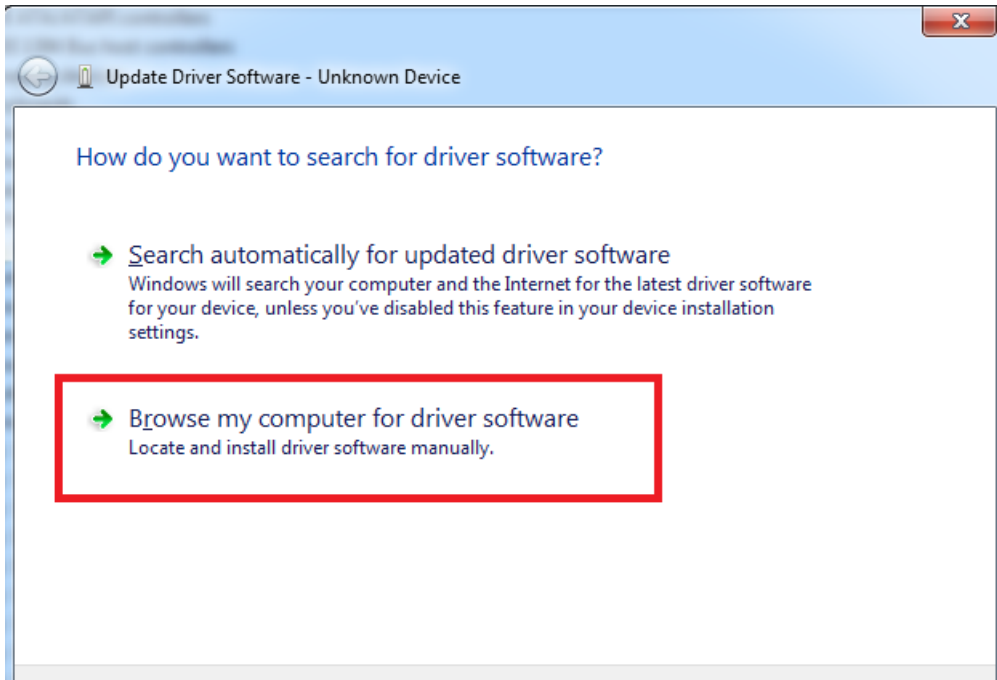 Update Driver Software - Unknown Device
How do you want to search for driver software?
Search automatically for updated driver software
Windows will search your computer and the Internet for the latest driver software
for your device, unless you've disabled this feature in your device installation
settings.
Browse my computer for driver software
Locate and install driver software manually.